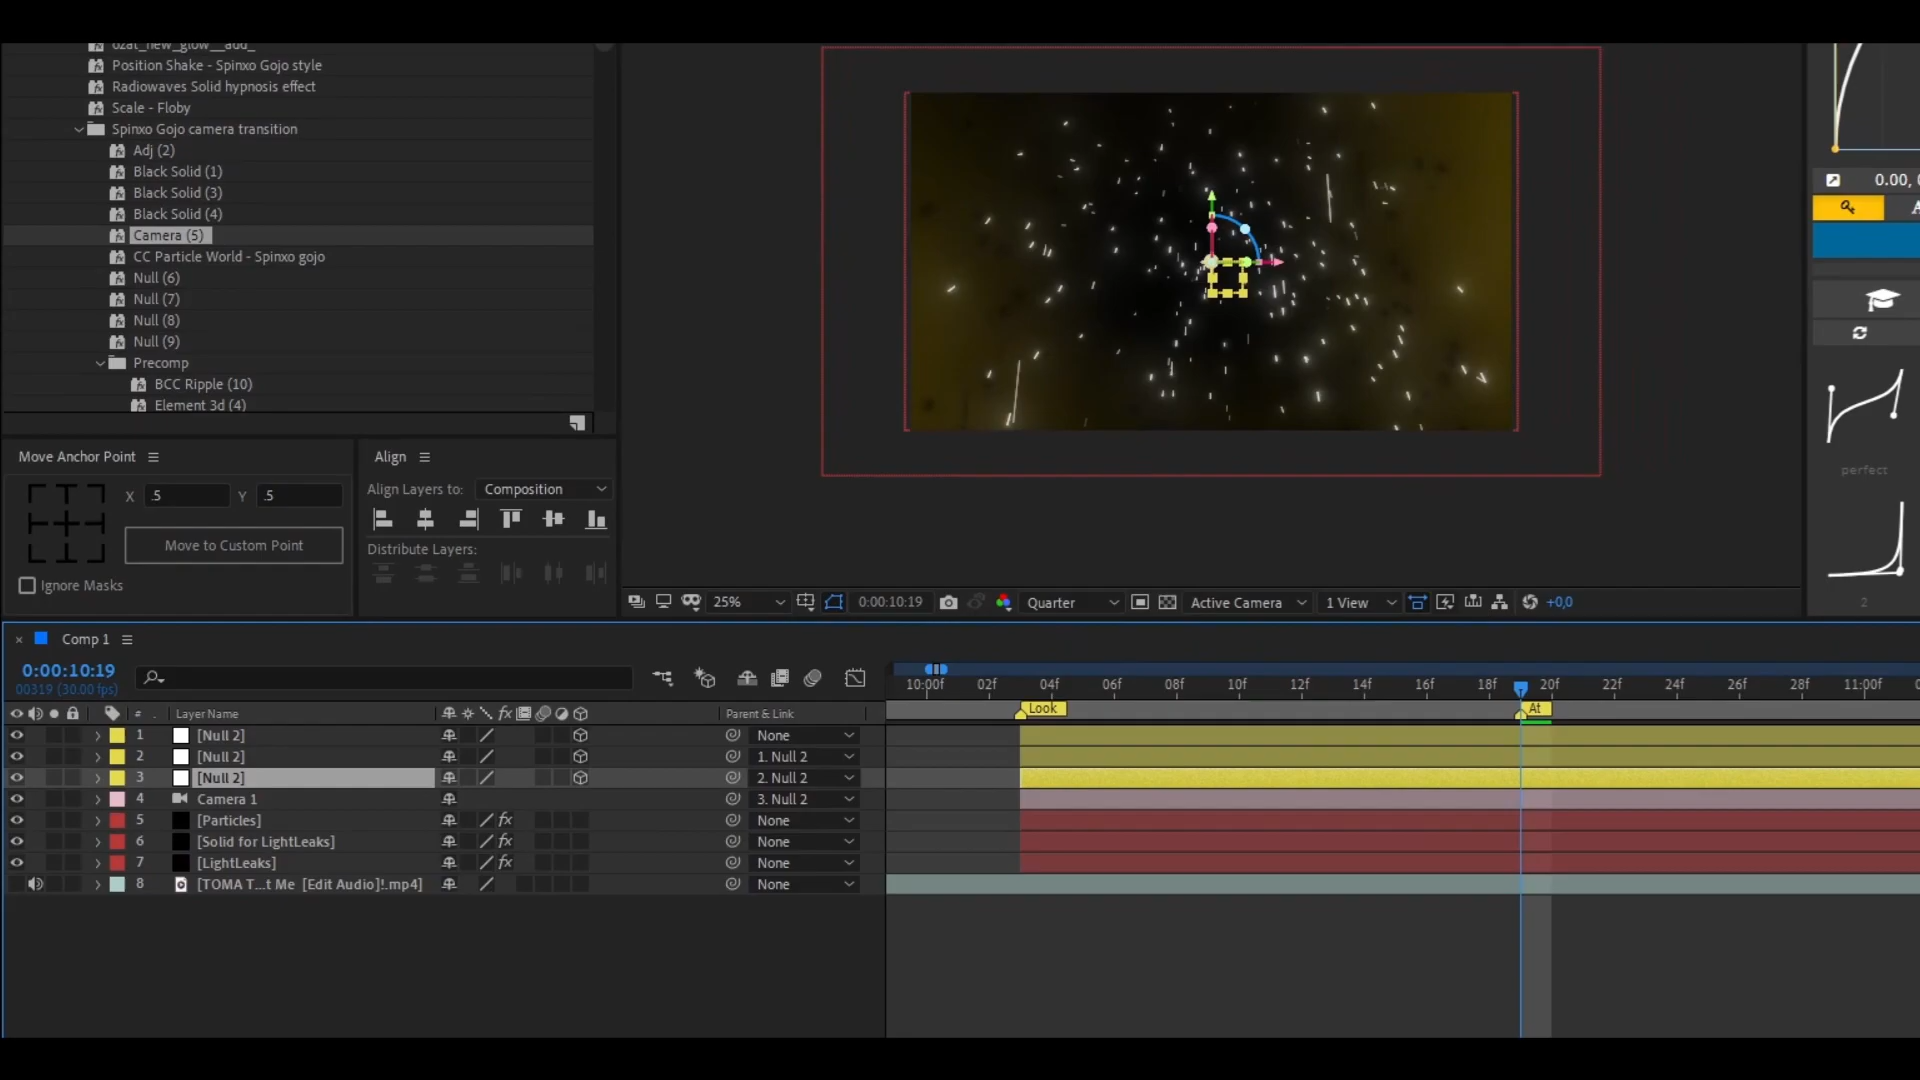 ozat_new_glow__add_
Position Shake - Spinxo Gojo style
Radiowaves Solid hypnosis effect
Scale - Floby
Spinxo Gojo camera transition
Adj (2)
Black Solid (1)
Black Solid (3)
Black Solid (4)
Camera (5)
CC Particle World - Spinxo gojo
Null (6)
Null (7)
Null (8)
Null (9)
Precomp
BCC Ripple (10)
Element 3d (4)
0.00, 0
A
perfect
2
Move Anchor Point
X .5 Y .5
Move to Custom Point
Ignore Masks
Align
Align Layers to: Composition
Distribute Layers:
25% 0:00:10:19 Quarter Active Camera 1 View +0,0
× Comp 1
0:00:10:19
00319 (30.00 fps)
10:00f 02f 04f 06f 08f 10f 12f 14f 16f 18f 20f 22f 24f 26f 28f 11:00f
# . Layer Name fx Parent & Link
Look At
1 [Null 2] None
2 [Null 2] 1. Null 2
3 [Null 2] 2. Null 2
4 Camera 1 3. Null 2
5 [Particles] fx None
6 [Solid for LightLeaks] fx None
7 [LightLeaks] fx None
8 [TOMA T...t Me [Edit Audio]!.mp4] None